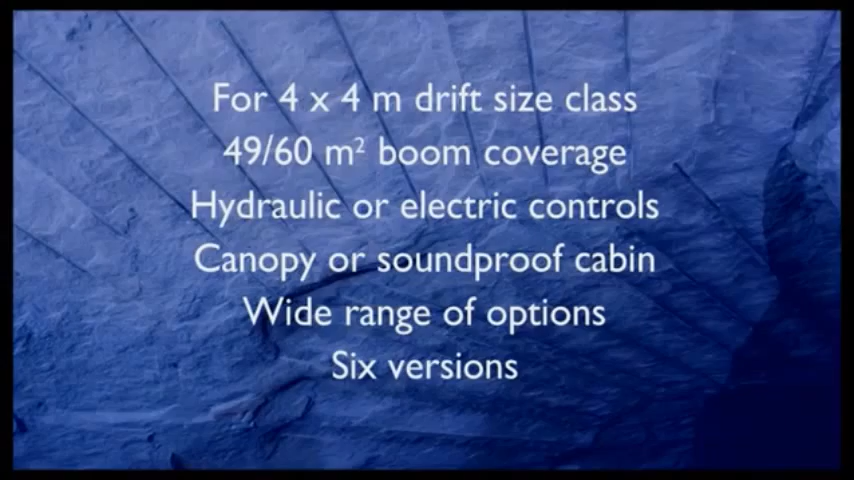 For 4 x 4 m drift size class
49/60 m² boom coverage
Hydraulic or electric controls
Canopy or soundproof cabin
Wide range of options
Six versions